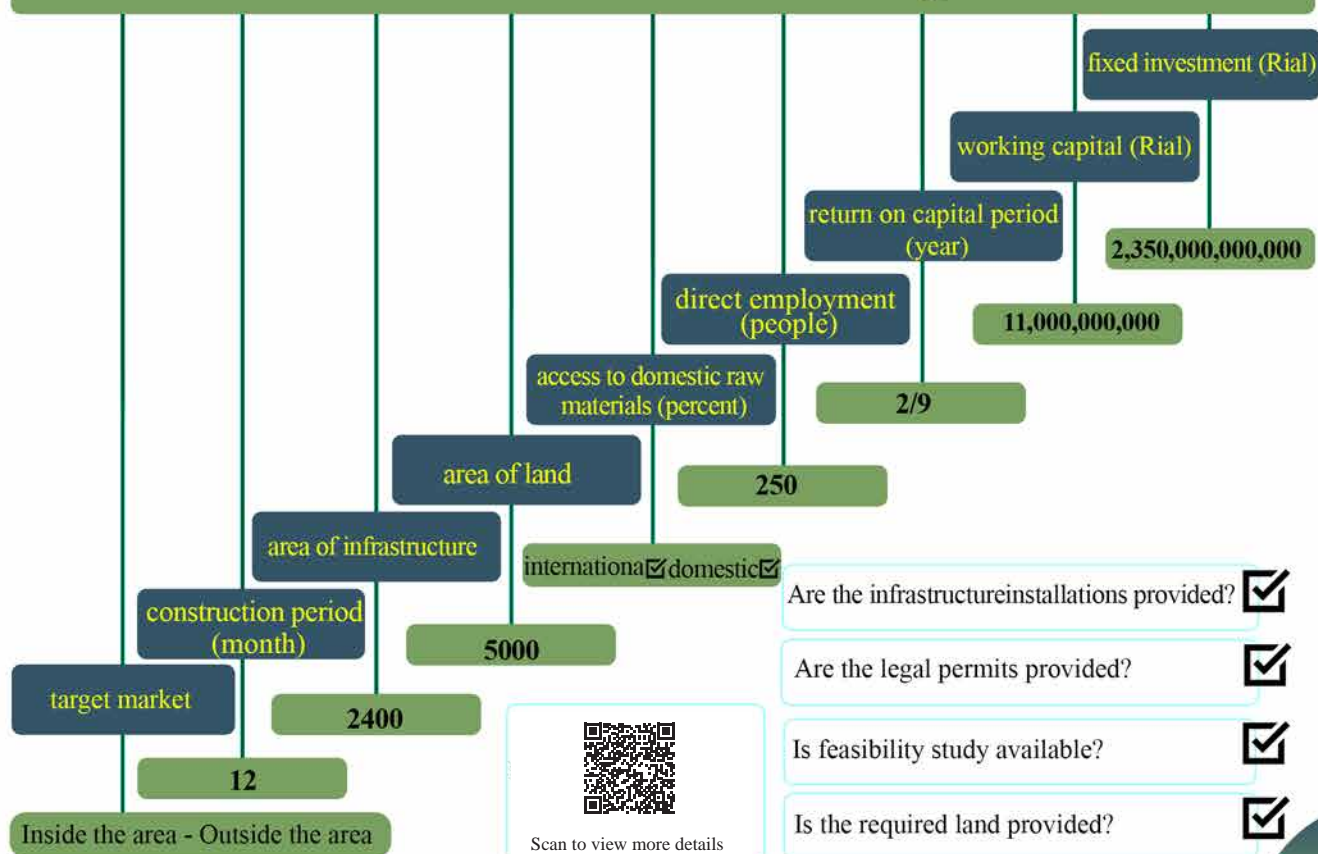 fixed investment (Rial)
2,350,000,000,000
working capital (Rial)
11,000,000,000
return on capital period
(year)
2/9
direct employment
(people)
250
access to domestic raw
materials (percent)
internationa☑domestic☑
area of land
5000
area of infrastructure
2400
construction period
(month)
12
target market
Inside the area - Outside the area
Scan to view more details
Are the infrastructureinstallations provided? ☑
Are the legal permits provided? ☑
Is feasibility study available? ☑
Is the required land provided? ☑